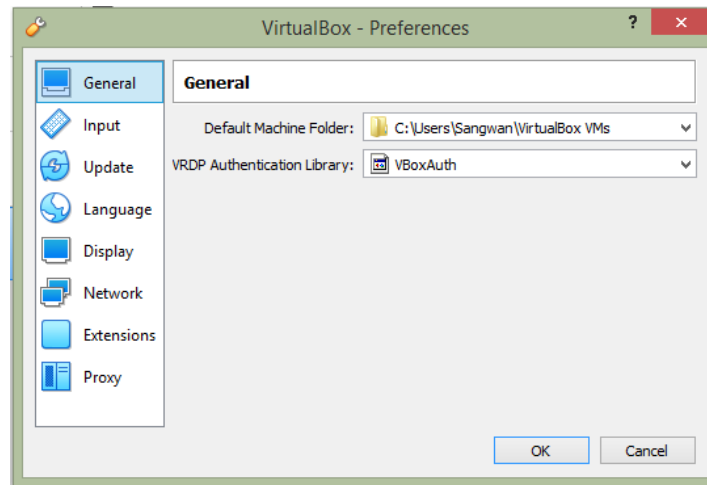 VirtualBox - Preferences
?
General
Input
Update
Language
Display
Network
Extensions
Proxy
General
Default Machine Folder: C:\Users\Sangwan\VirtualBox VMs
VRDP Authentication Library: VBoxAuth
OK Cancel